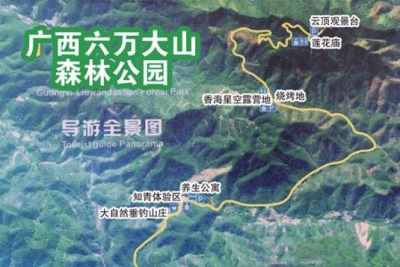 广西六万大山
森林公园
Guangxi Liuwandashan Forest Park
导游全景图
Tourist guide Panorama
云顶观景台
莲花庙
香海星空露营地
烧烤地
养生公寓
知青体验区
大自然垂钓山庄